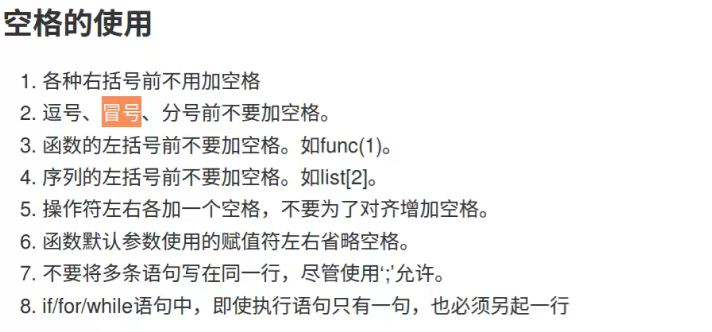 空格的使用
1. 各种右括号前不用加空格
2. 逗号、冒号、分号前不要加空格。
3. 函数的左括号前不要加空格。如func(1)。
4. 序列的左括号前不要加空格。如list[2]。
5. 操作符左右各加一个空格，不要为了对齐增加空格。
6. 函数默认参数使用的赋值符左右省略空格。
7. 不要将多条语句写在同一行，尽管使用‘;’允许。
8. if/for/while语句中，即使执行语句只有一句，也必须另起一行